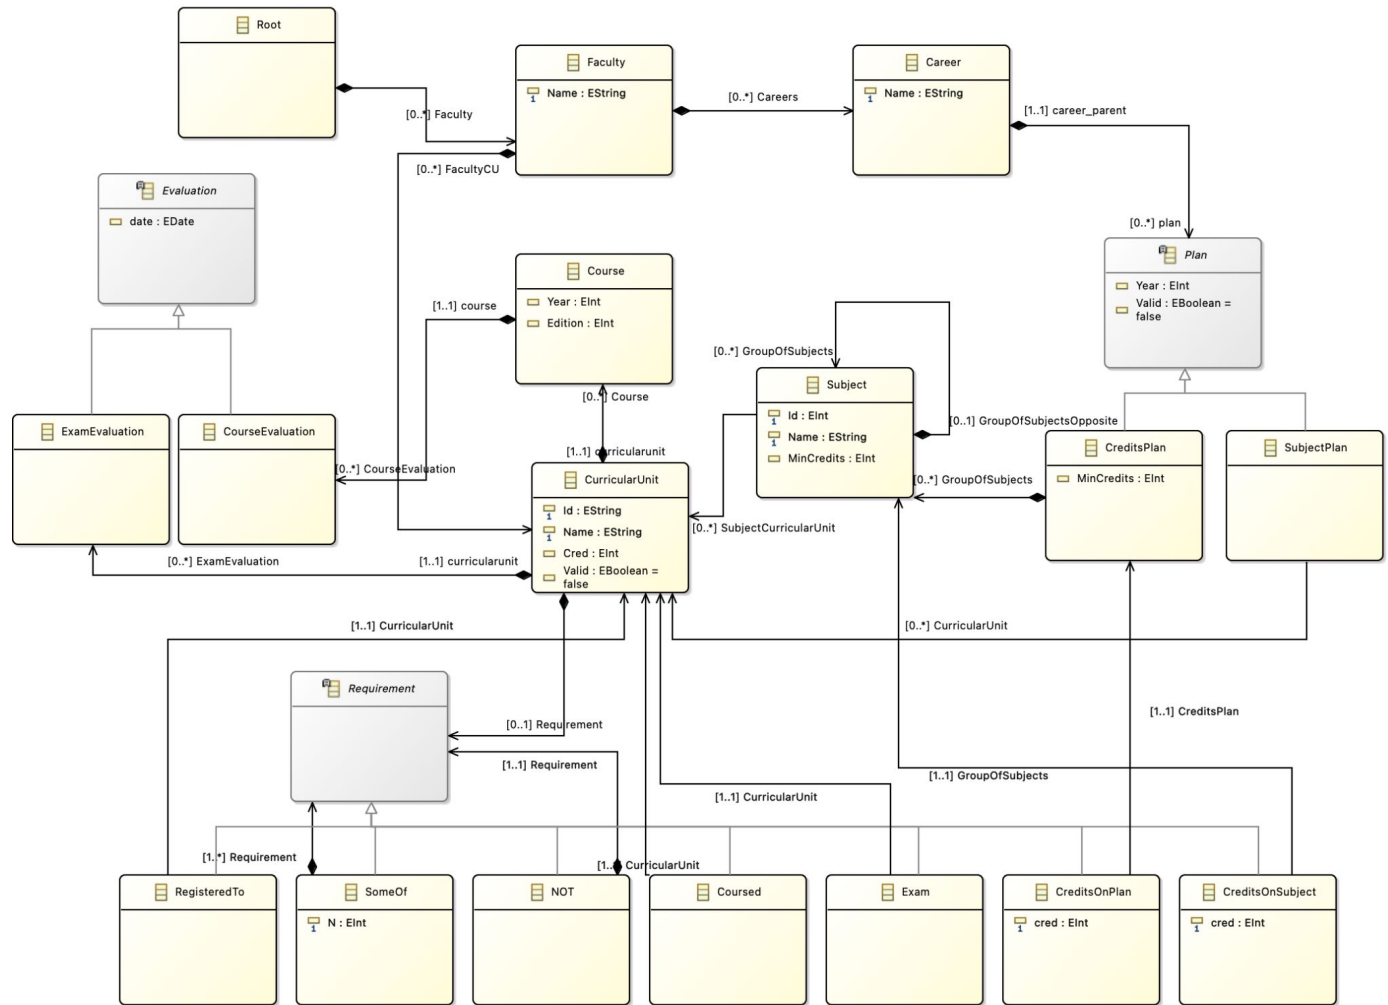 Root
Faculty
Name : EString
Career
Name : EString
[0..*] Faculty
[0..*] Careers
[1..1] career_parent
[0..*] FacultyCU
[0..*] plan
Evaluation
date : EDate
Plan
Year : EInt
Valid : EBoolean =
false
Course
Year : EInt
Edition : EInt
[1..1] course
[0..*] CourseEvaluation
[0..*] GroupOfSubjects
Subject
Id : EInt
Name : EString
MinCredits : EInt
[0..1] GroupOfSubjectsOpposite
Course
[1..1] curricularunit
ExamEvaluation
CourseEvaluation
CreditsPlan
MinCredits : EInt
SubjectPlan
[0..*] GroupOfSubjects
CurricularUnit
Id : EString
Name : EString
Cred : EInt
Valid : EBoolean =
false
[0..*] SubjectCurricularUnit
[0..*] ExamEvaluation
[1..1] curricularunit
[1..1] CurricularUnit
[0..*] CurricularUnit
Requirement
[0..1] Requirement
[1..1] Requirement
[1..1] CreditsPlan
[1..1] GroupOfSubjects
[1..1] CurricularUnit
[1..*] Requirement
CurricularUnit
RegisteredTo
SomeOf
N : EInt
NOT
Coursed
Exam
CreditsOnPlan
cred : EInt
CreditsOnSubject
cred : EInt